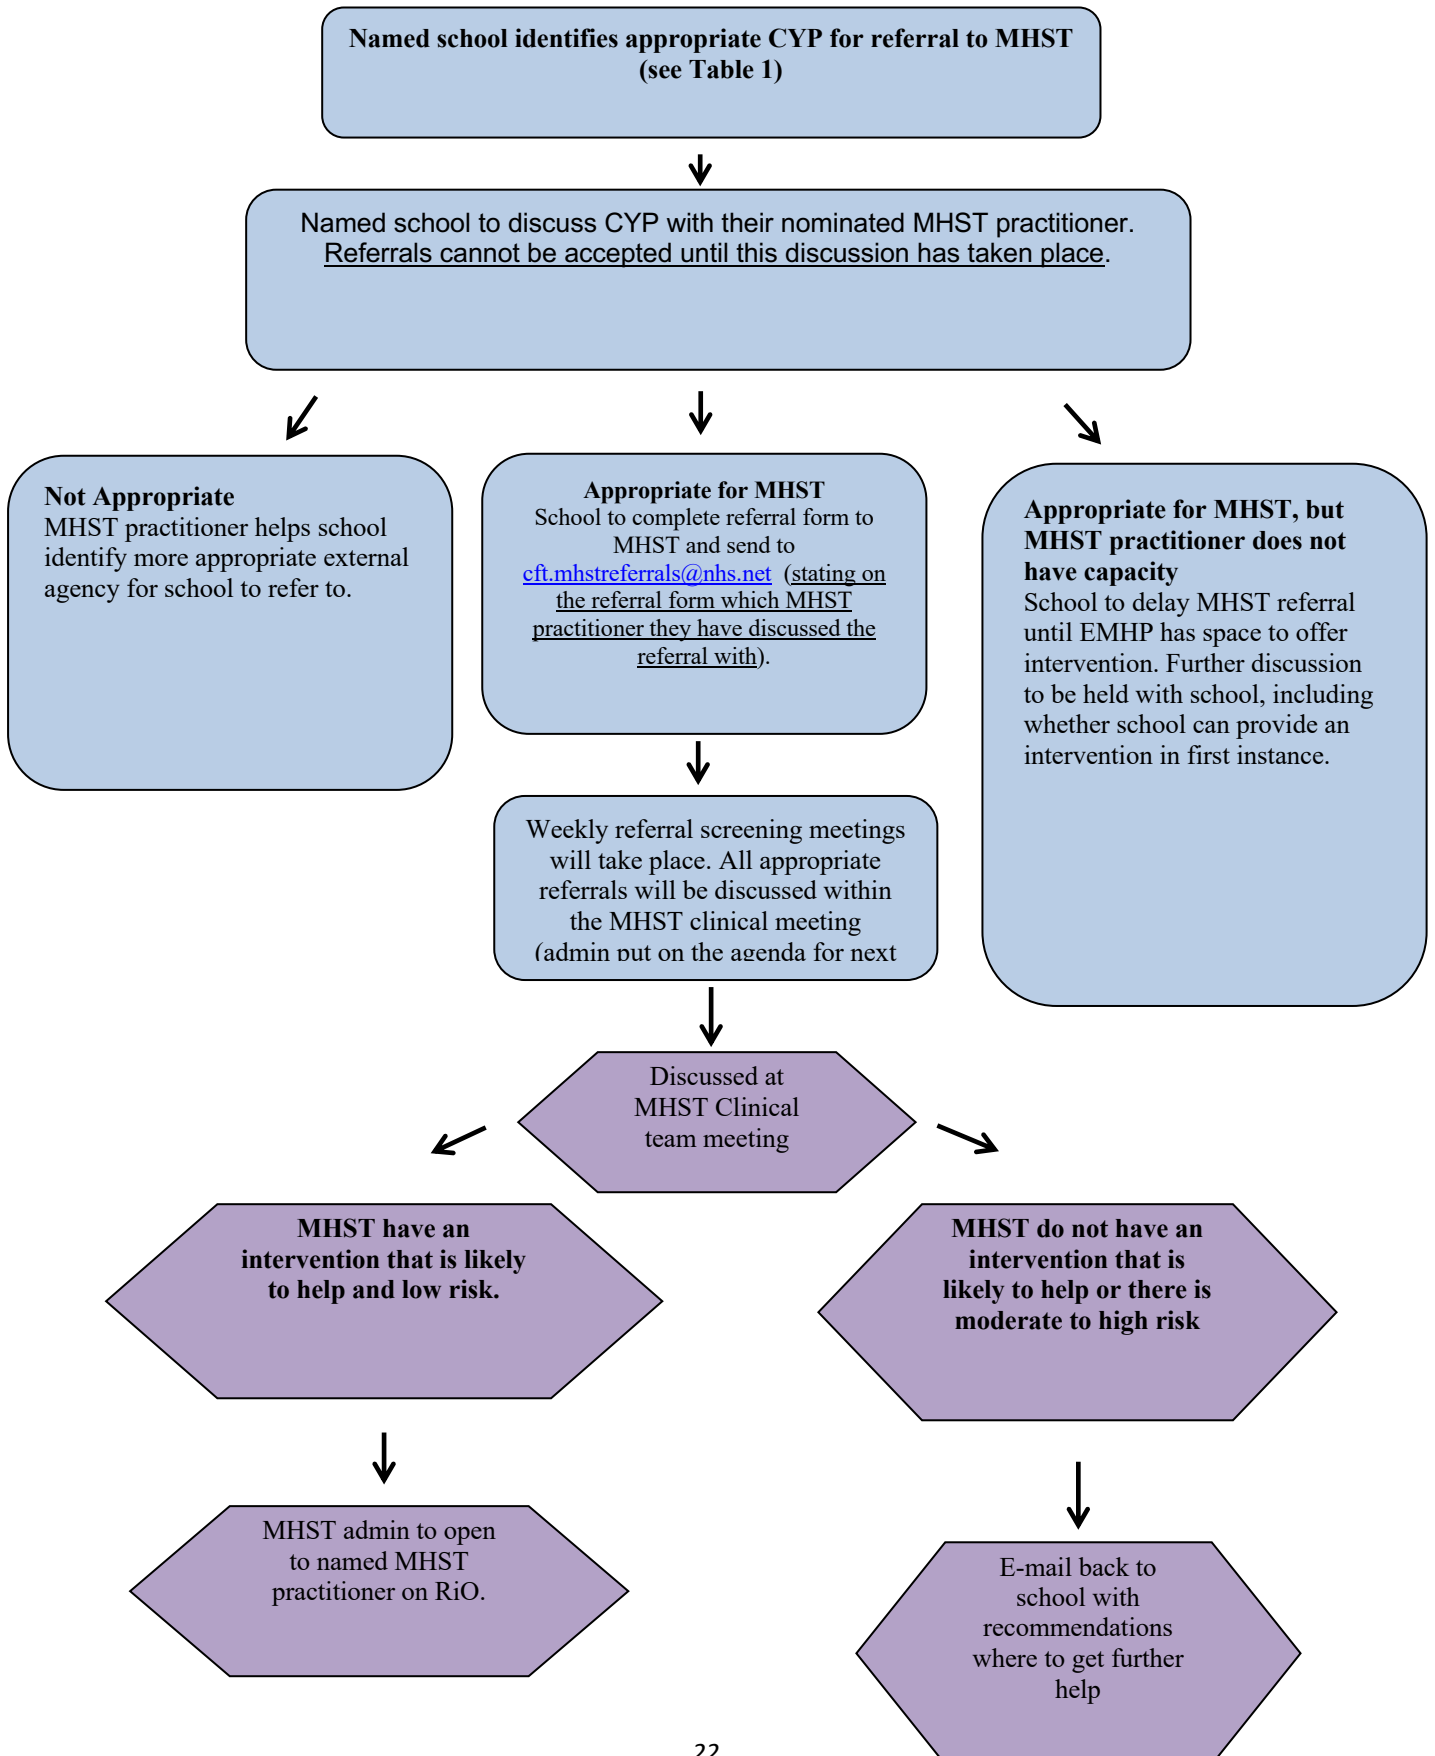 Named school identifies appropriate CYP for referral to MHST
(see Table 1)
Named school to discuss CYP with their nominated MHST practitioner.
Referrals cannot be accepted until this discussion has taken place.
Not Appropriate
MHST practitioner helps school
identify more appropriate external
agency for school to refer to.
Appropriate for MHST
School to complete referral form to
MHST and send to
cft.mhstreferrals@nhs.net (stating on
the referral form which MHST
practitioner they have discussed the
referral with).
Appropriate for MHST, but
MHST practitioner does not
have capacity
School to delay MHST referral
until EMHP has space to offer
intervention. Further discussion
to be held with school, including
whether school can provide an
intervention in first instance.
Weekly referral screening meetings
will take place. All appropriate
referrals will be discussed within
the MHST clinical meeting
(admin put on the agenda for next
Discussed at
MHST Clinical
team meeting
MHST have an
intervention that is likely
to help and low risk.
MHST do not have an
intervention that is
likely to help or there is
moderate to high risk
MHST admin to open
to named MHST
practitioner on RiO.
E-mail back to
school with
recommendations
where to get further
help
22